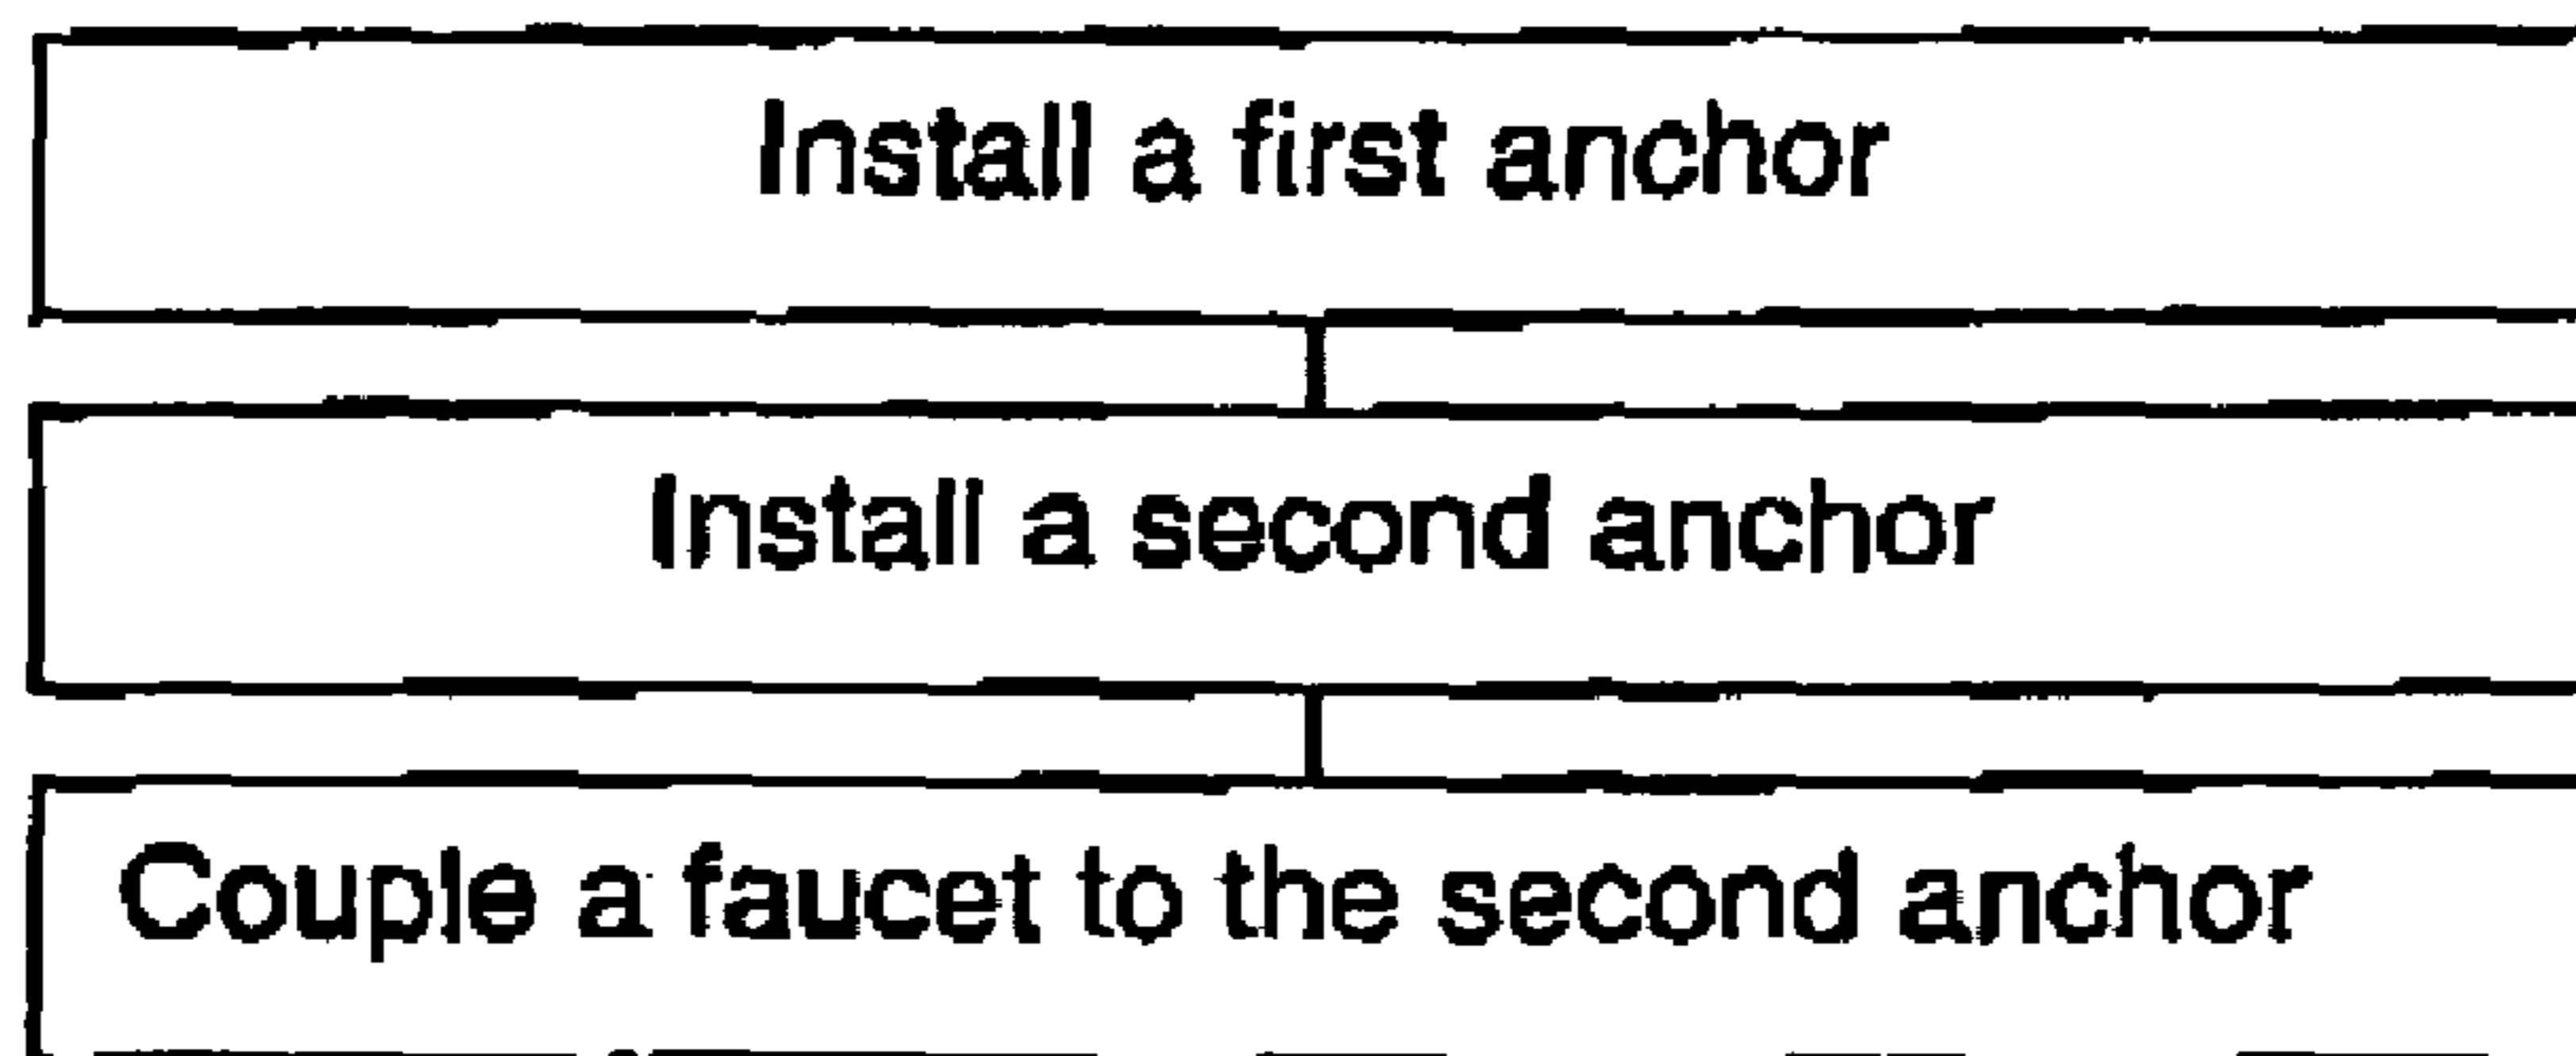 Install a first anchor
Install a second anchor
Couple a faucet to the second anchor